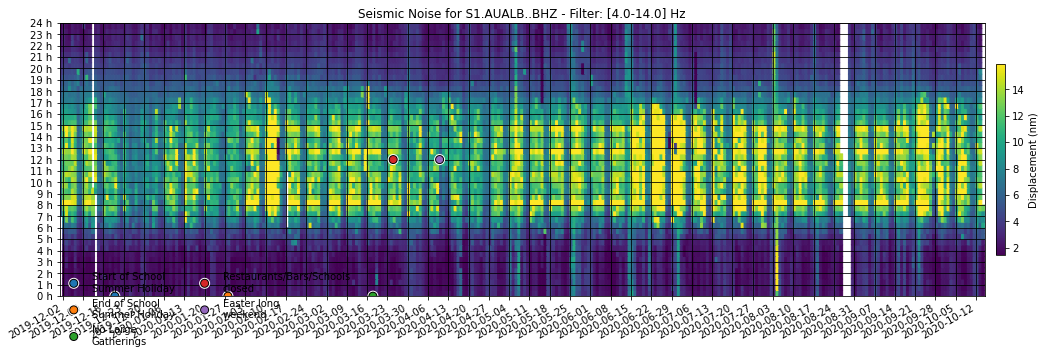 Seismic Noise for S1.AUALB..BHZ - Filter: [4.0-14.0] Hz
24 h
23 h
22 h
21 h
20 h
19 h
18 h
17 h
16 h
15 h
14 h
13 h
12 h
11 h
10 h
9 h
8 h
7 h
6 h
5 h
4 h
3 h
2 h
1 h
0 h
14
12
10
8
6
4
2
Displacement (nm)
Start of School
Summer Holiday
End of School
Summer Holiday
No Large
Gatherings
Restaurants/Bars/Schools
closed
Easter long
weekend
2019-12-02
2020-02-24
2020-03-02
2020-03-09
2020-03-16
2020-03-23
2020-03-30
2020-04-06
2020-04-13
2020-04-20
2020-04-27
2020-05-04
2020-05-11
2020-05-18
2020-05-25
2020-06-01
2020-06-08
2020-06-15
2020-06-22
2020-06-29
2020-07-06
2020-07-13
2020-07-20
2020-07-27
2020-08-03
2020-08-10
2020-08-17
2020-08-24
2020-08-31
2020-09-07
2020-09-14
2020-09-21
2020-09-28
2020-10-05
2020-10-12